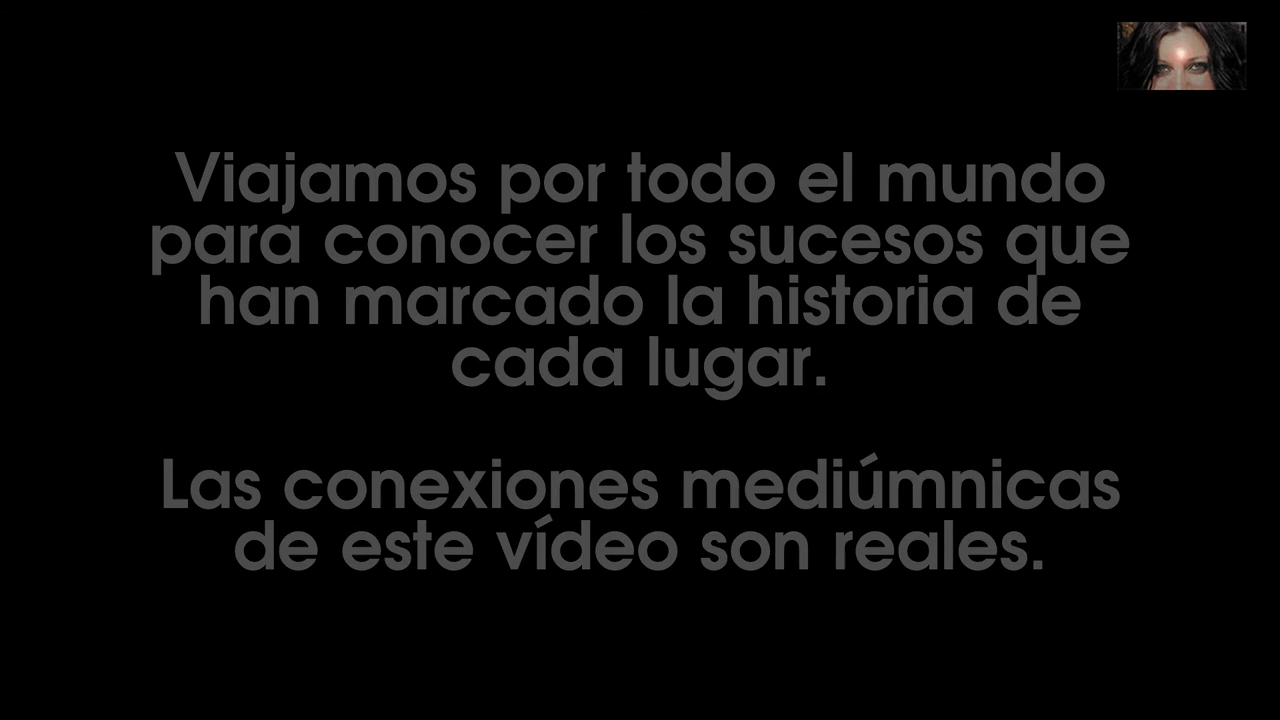 Viajamos por todo el mundo
para conocer los sucesos que
han marcado la historia de
cada lugar.
Las conexiones mediúmnicas
de este vídeo son reales.